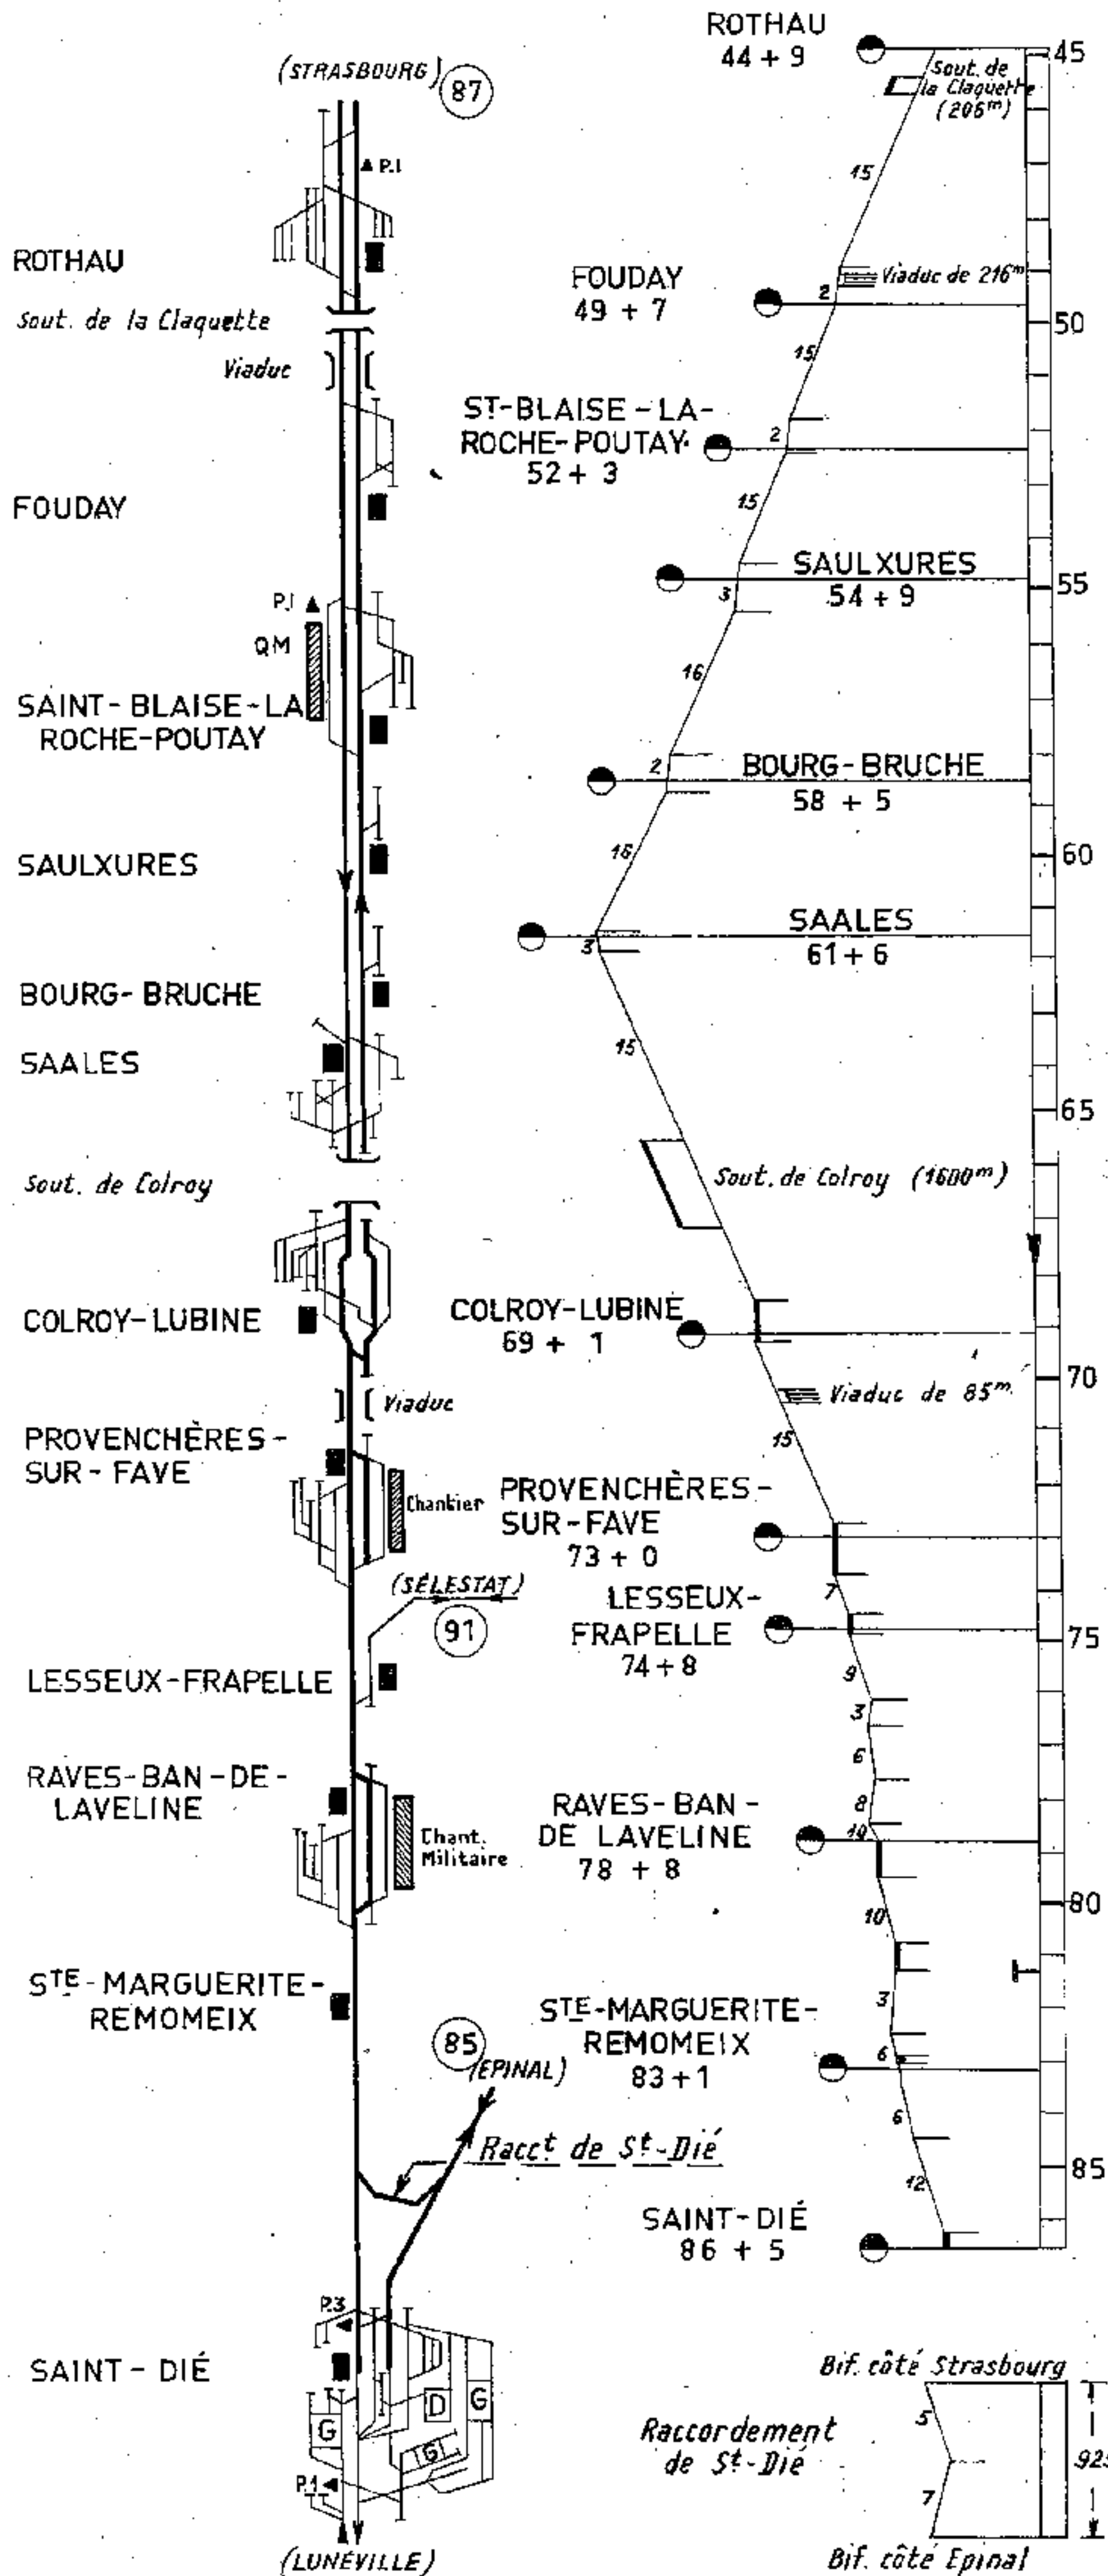 (STRASBOURG)
87
P.1
ROTHAU
Sout. de la Claquette
Viaduc
FOUDAY
P.1
QM
SAINT-BLAISE-LA
ROCHE-POUTAY
SAULXURES
BOURG-BRUCHE
SAALES
Sout. de Colroy
COLROY-LUBINE
Viaduc
PROVENCHÈRES-
SUR-FAVE
Chantier
(SÉLESTAT)
91
LESSEUX-FRAPELLE
RAVES-BAN-DE-
LAVELINE
Chant.
Militaire
STE-MARGUERITE-
REMOMEIX
85
(EPINAL)
Racct de St-Dié
P.3
SAINT-DIÉ
G
D
G
G
P.1
(LUNÉVILLE)
ROTHAU
44 + 9
45
Sout. de
la Claquette
(206m)
15
FOUDAY
49 + 7
Viaduc de 216m
2
50
15
ST-BLAISE-LA-
ROCHE-POUTAY
52 + 3
2
15
SAULXURES
54 + 9
55
3
16
BOURG-BRUCHE
58 + 5
2
16
60
SAALES
61 + 6
3
15
65
Sout. de Colroy (1600m)
COLROY-LUBINE
69 + 1
70
Viaduc de 85m
15
PROVENCHÈRES-
SUR-FAVE
73 + 0
7
LESSEUX-
FRAPELLE
74 + 8
75
9
3
6
8
10
RAVES-BAN-
DE LAVELINE
78 + 8
80
10
3
STE-MARGUERITE-
REMOMEIX
83 + 1
6
6
85
12
SAINT-DIÉ
86 + 5
Bif. côté Strasbourg
Raccordement
de St-Dié
5
7
925
Bif. côté Epinal